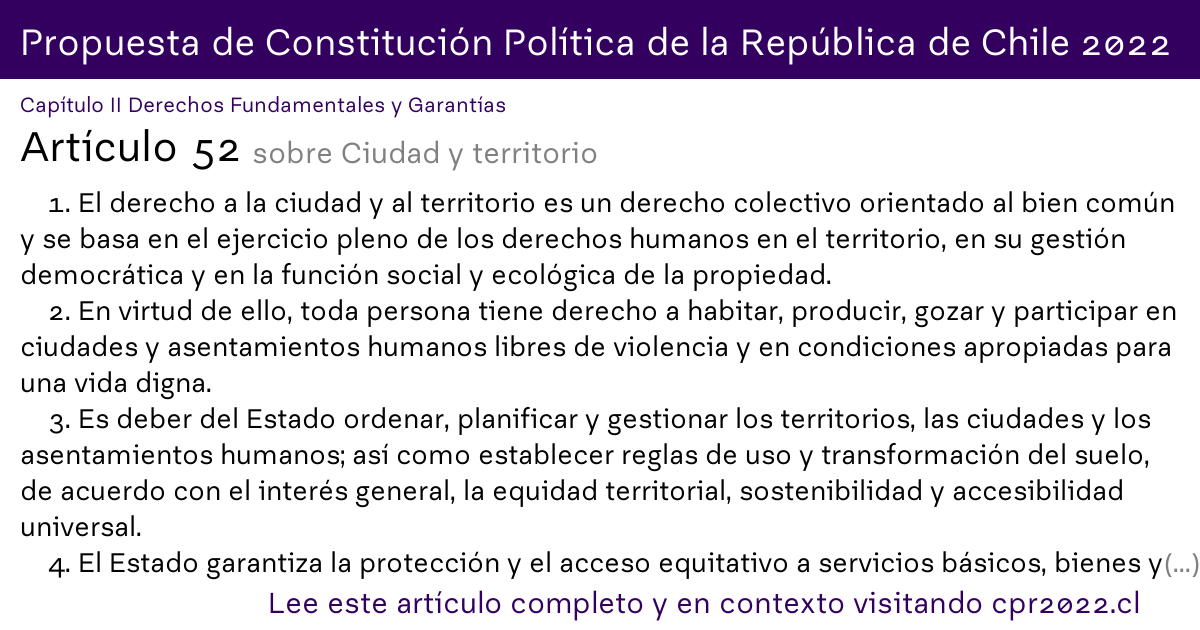 Propuesta de Constitución Política de la República de Chile 2022
Capítulo II Derechos Fundamentales y Garantías
Artículo 52 sobre Ciudad y territorio
1. El derecho a la ciudad y al territorio es un derecho colectivo orientado al bien común
y se basa en el ejercicio pleno de los derechos humanos en el territorio, en su gestión
democrática y en la función social y ecológica de la propiedad.
2. En virtud de ello, toda persona tiene derecho a habitar, producir, gozar y participar en
ciudades y asentamientos humanos libres de violencia y en condiciones apropiadas para
una vida digna.
3. Es deber del Estado ordenar, planificar y gestionar los territorios, las ciudades y los
asentamientos humanos; así como establecer reglas de uso y transformación del suelo,
de acuerdo con el interés general, la equidad territorial, sostenibilidad y accesibilidad
universal.
4. El Estado garantiza la protección y el acceso equitativo a servicios básicos, bienes y(...)
Lee este artículo completo y en contexto visitando cpr2022.cl